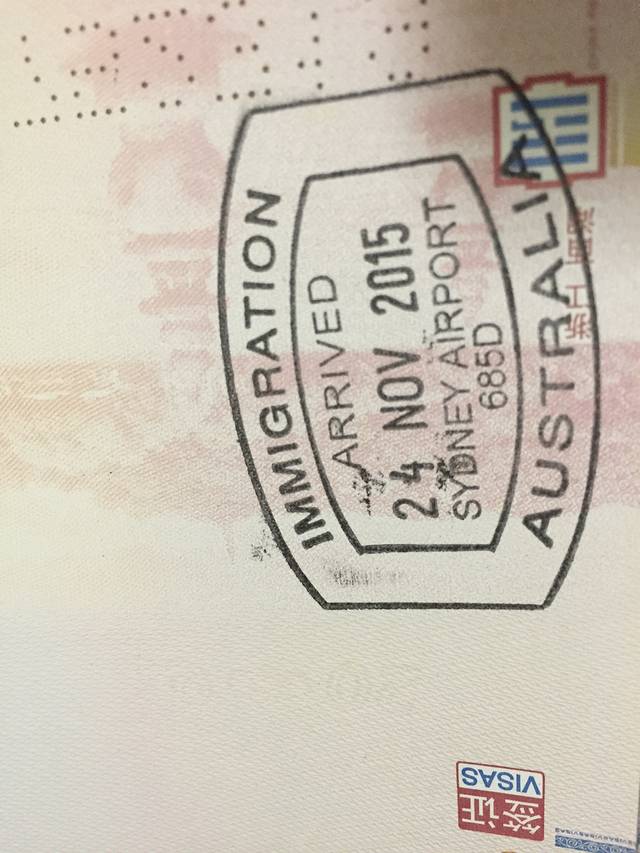 IMMIGRATION
ARRIVED
24 NOV 2015
SYDNEY AIRPORT
685D
AUSTRALIA
签证
VISAS